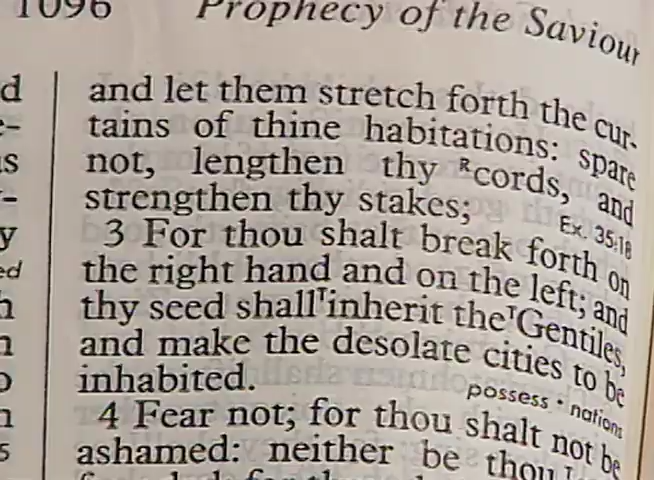 1096 Prophecy of the Saviour
and let them stretch forth the cur-
tains of thine habitations: spare
not, lengthen thy ᴿcords, and
strengthen thy stakes; Ex. 35:18
3 For thou shalt break forth on
the right hand and on the left; and
thy seed shall ᵀinherit the ᵀGentiles,
and make the desolate cities to be
inhabited. possess • nations
4 Fear not; for thou shalt not be
ashamed: neither be thou